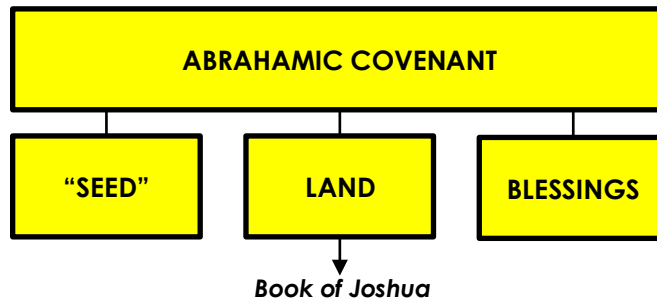 ABRAHAMIC COVENANT
“SEED”
LAND
BLESSINGS
Book of Joshua